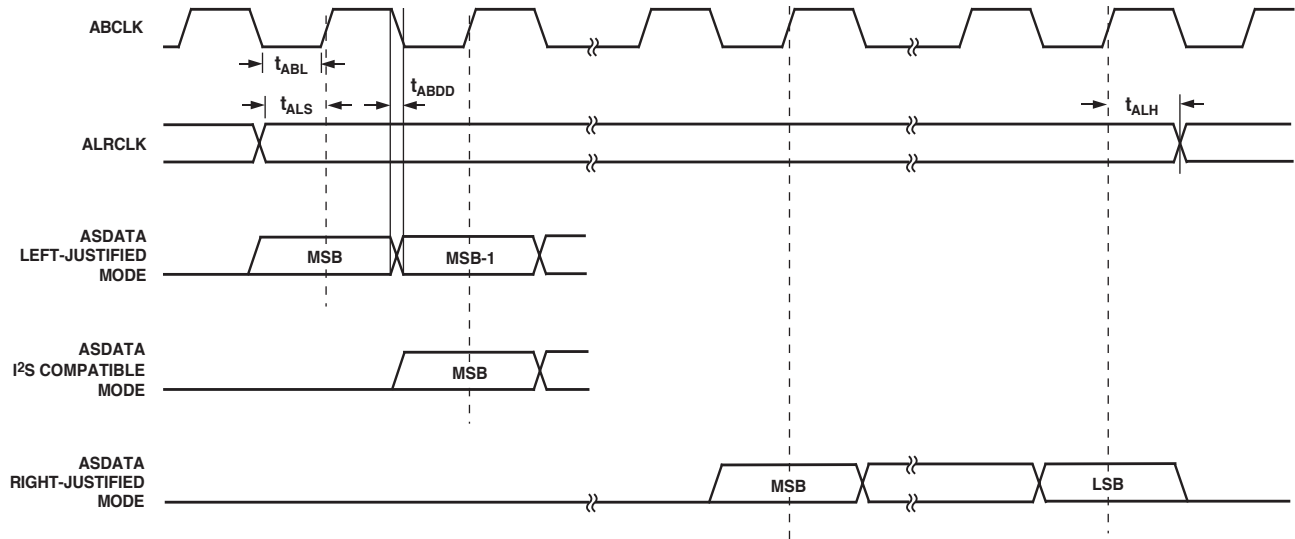 ABCLK
tABL
tABDD
tALS
tALH
ALRCLK
ASDATA
LEFT-JUSTIFIED
MODE
MSB
MSB-1
ASDATA
I²S COMPATIBLE
MODE
MSB
ASDATA
RIGHT-JUSTIFIED
MODE
MSB
LSB